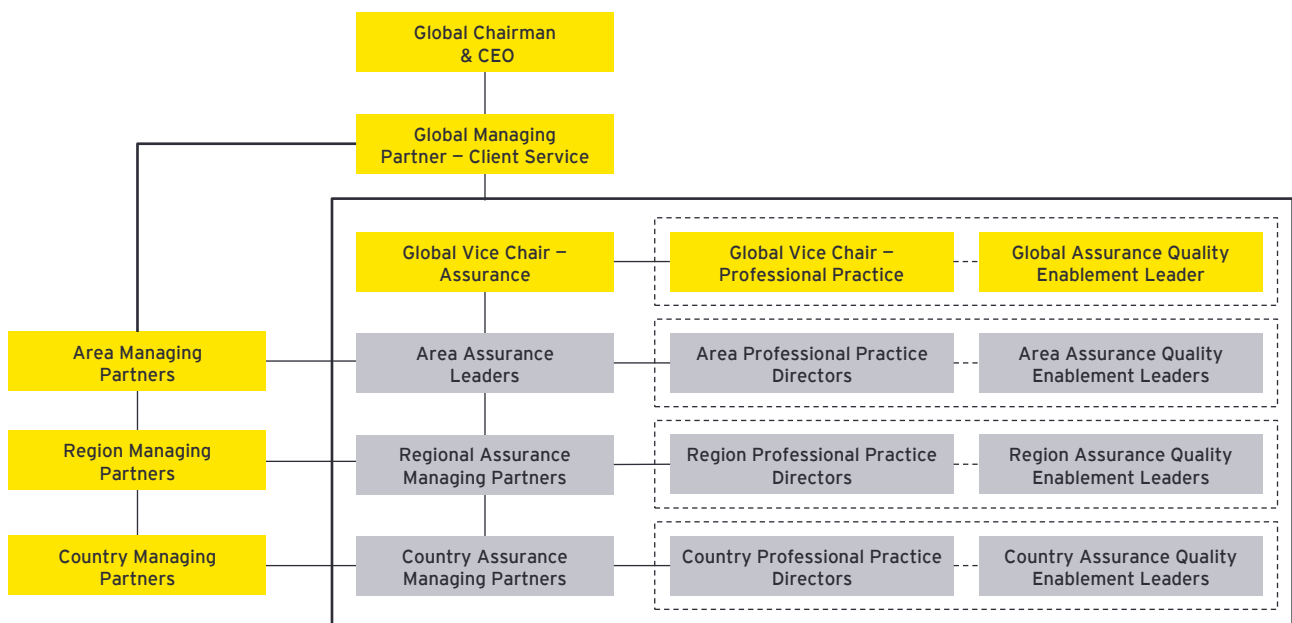 Global Chairman
& CEO
Global Managing
Partner – Client Service
Global Vice Chair –
Assurance
Global Vice Chair –
Professional Practice
Global Assurance Quality
Enablement Leader
Area Managing
Partners
Area Assurance
Leaders
Area Professional Practice
Directors
Area Assurance Quality
Enablement Leaders
Region Managing
Partners
Regional Assurance
Managing Partners
Region Professional Practice
Directors
Region Assurance Quality
Enablement Leaders
Country Managing
Partners
Country Assurance
Managing Partners
Country Professional Practice
Directors
Country Assurance Quality
Enablement Leaders